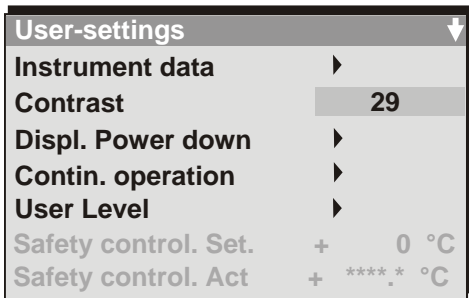 User-settings
Instrument data
Contrast 29
Displ. Power down
Contin. operation
User Level
Safety control. Set. + 0 °C
Safety control. Act + ****.* °C